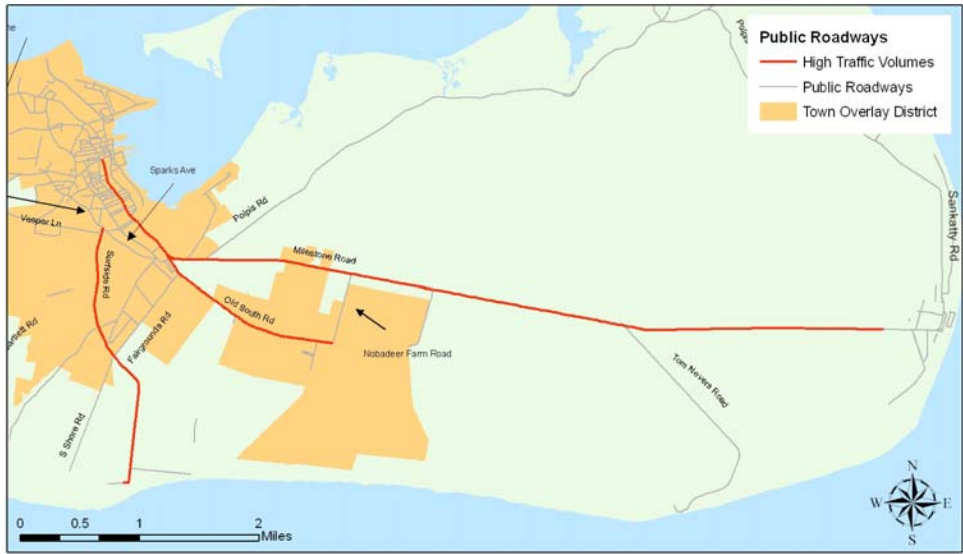 Public Roadways
High Traffic Volumes
Public Roadways
Town Overlay District
Sparks Ave
Polpis Rd
Vesper Ln
Surfside Rd
Milestone Road
Old South Rd
Fairgrounds Rd
Nobadeer Farm Road
Tom Nevers Road
Sankaty Rd
S Shore Rd
N
W
E
S
0
0.5
1
2
Miles